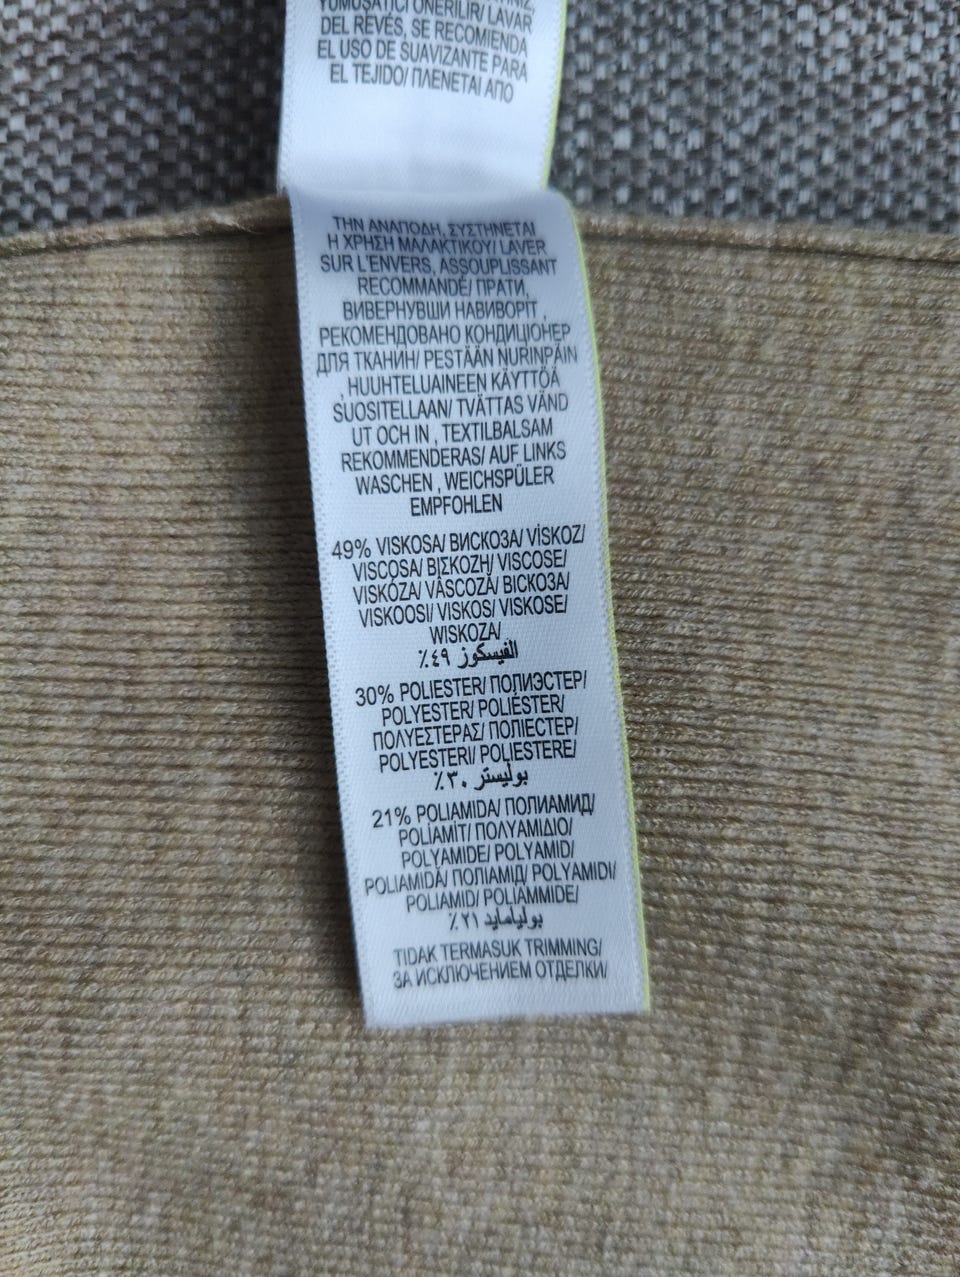 YUMUŞATICI ÖNERİLİR/ LAVAR
DEL REVÉS, SE RECOMIENDA
EL USO DE SUAVIZANTE PARA
EL TEJIDO/ ΠΛΕΝΕΤΑΙ ΑΠΟ
ΤΗΝ ΑΝΑΠΟΔΗ, ΣΥΣΤΗΝΕΤΑΙ
Η ΧΡΗΣΗ ΜΑΛΑΚΤΙΚΟΥ/ LAVER
SUR L'ENVERS, ASSOUPLISSANT
RECOMMANDÉ/ ПРАТИ,
ВИВЕРНУВШИ НАВИВОРІТ ,
РЕКОМЕНДОВАНО КОНДИЦІОНЕР
ДЛЯ ТКАНИН/ PESTÄÄN NURINPÄIN
, HUUHTELUAINEEN KÄYTTÖÄ
SUOSITELLAAN/ TVÄTTAS VÄND
UT OCH IN , TEXTILBALSAM
REKOMMENDERAS/ AUF LINKS
WASCHEN , WEICHSPÜLER
EMPFOHLEN
49% VISKOSA/ ВИСКОЗА/ VİSKOZ/
VISCOSA/ ΒΙΣΚΟΖΗ/ VISCOSE/
VISKÓZA/ VÂSCOZĂ/ ВІСКОЗА/
VISKOOSI/ VISKOS/ VISKOSE/
WISKOZA/
الفيسكوز ٤٩٪
30% POLIESTER/ ПОЛИЭСТЕР/
POLYESTER/ POLIÉSTER/
ΠΟΛΥΕΣΤΕΡΑΣ/ ПОЛІЕСТЕР/
POLYESTERI/ POLIESTERE/
بوليستر ٣٠٪
21% POLIAMIDA/ ПОЛИАМИД/
POLİAMİT/ ΠΟΛΥΑΜΙΔΙΟ/
POLYAMIDE/ POLYAMID/
POLIAMIDĂ/ ПОЛІАМІД/ POLYAMIDI/
POLIAMID/ POLIAMMIDE/
بولياميد ٢١٪
TIDAK TERMASUK TRIMMING/
ЗА ИСКЛЮЧЕНИЕМ ОТДЕЛКИ/